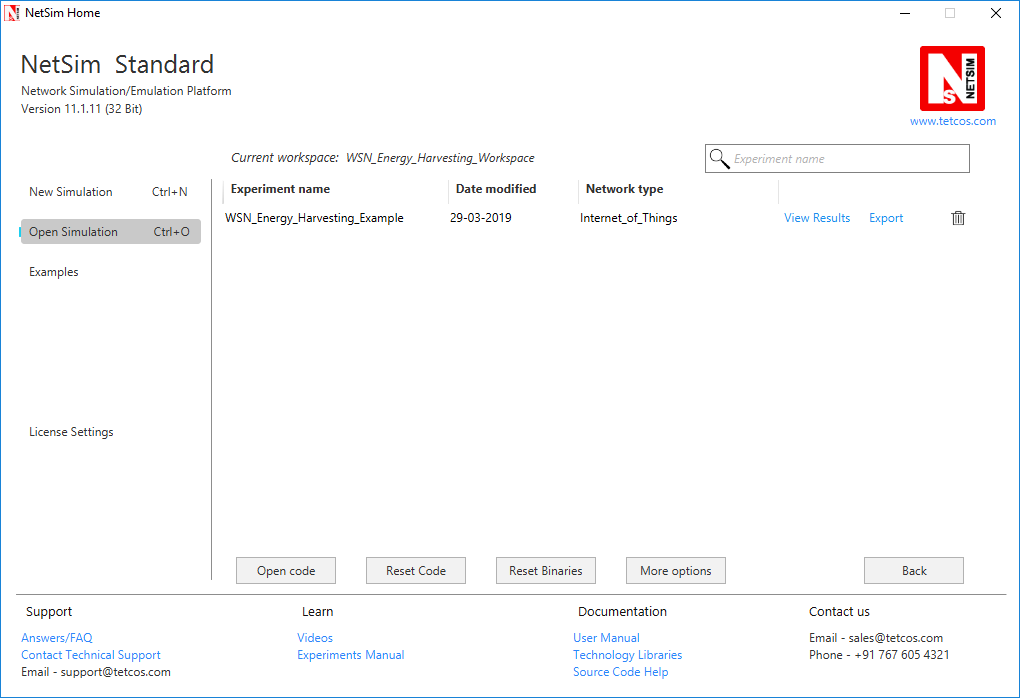 NetSim Home
NetSim Standard
Network Simulation/Emulation Platform
Version 11.1.11 (32 Bit)
NS NETSIM
www.tetcos.com
Current workspace: WSN_Energy_Harvesting_Workspace
Experiment name
New Simulation Ctrl+N
Open Simulation Ctrl+O
Examples
License Settings
Experiment name Date modified Network type
WSN_Energy_Harvesting_Example 29-03-2019 Internet_of_Things View Results Export
Open code Reset Code Reset Binaries More options Back
Support
Answers/FAQ
Contact Technical Support
Email - support@tetcos.com
Learn
Videos
Experiments Manual
Documentation
User Manual
Technology Libraries
Source Code Help
Contact us
Email - sales@tetcos.com
Phone - +91 767 605 4321